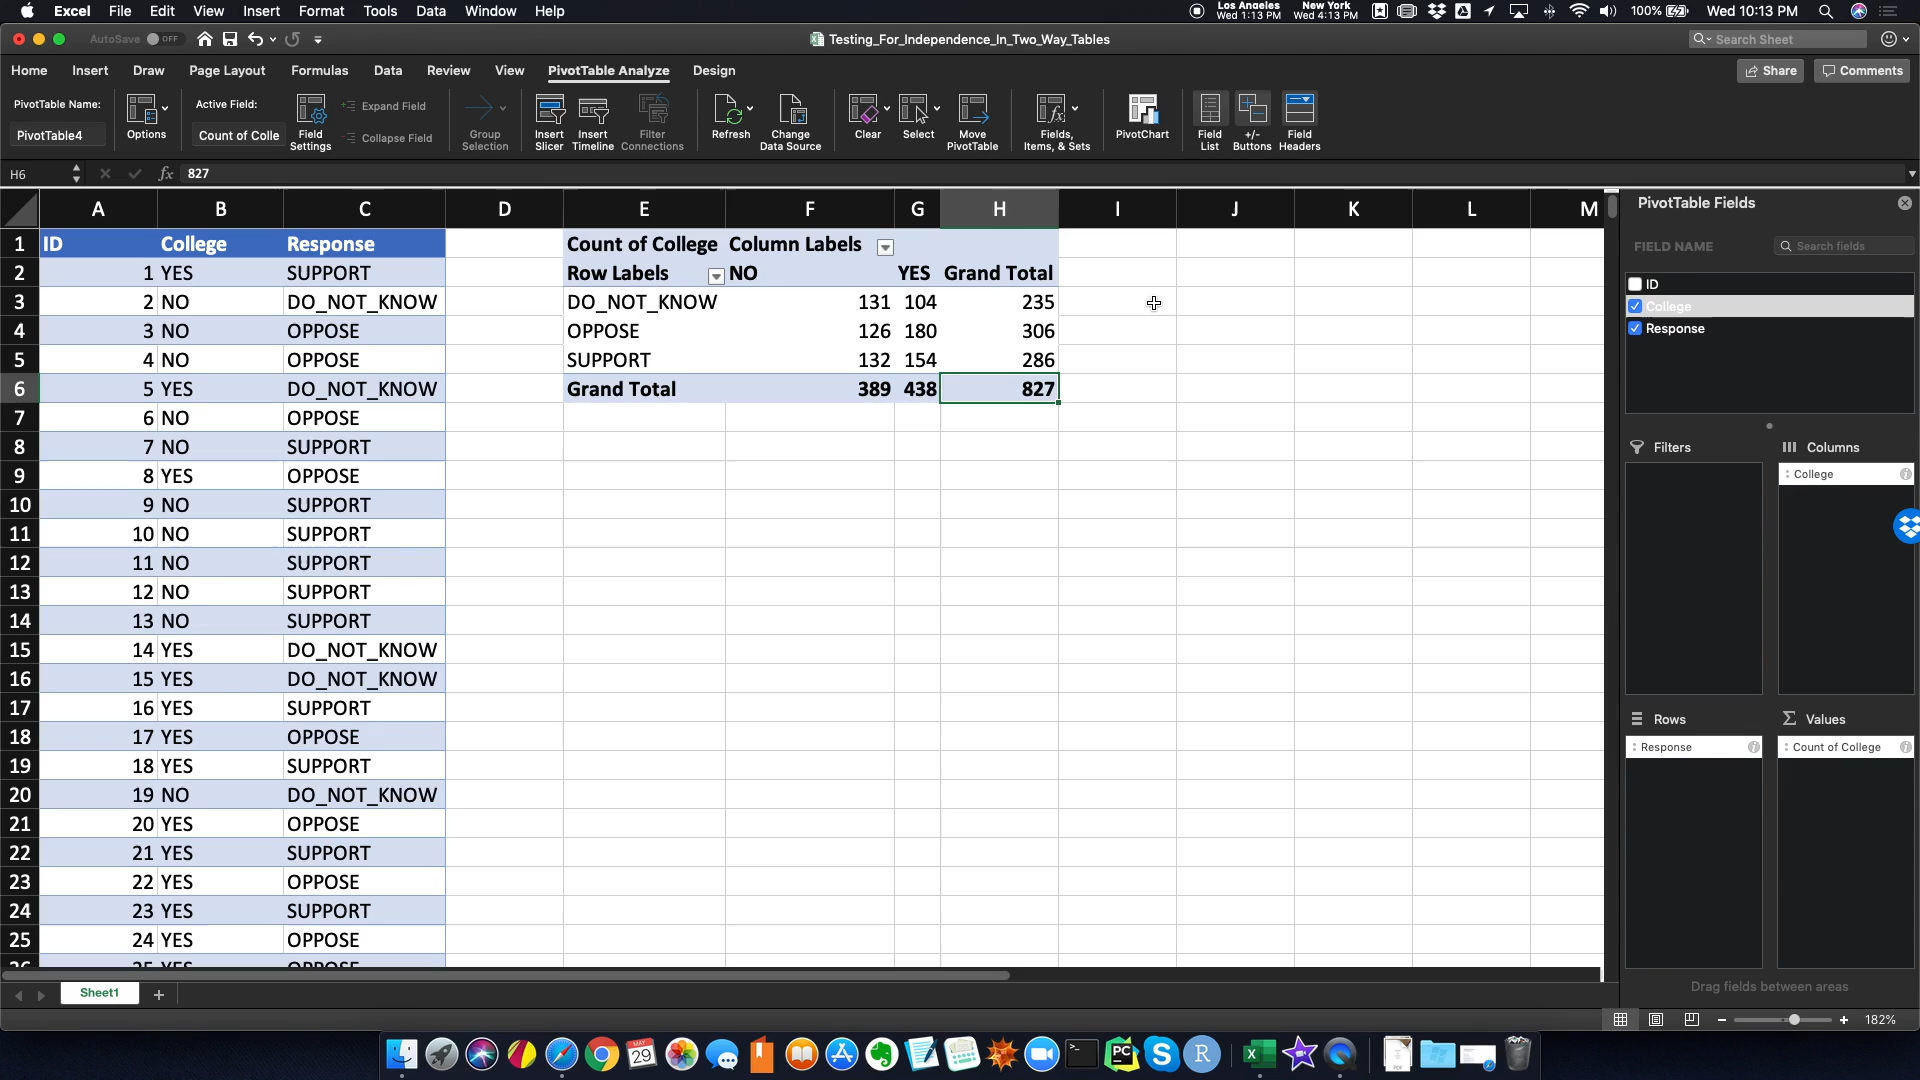 Excel File Edit View Insert Format Tools Data Window Help
Los Angeles
Wed 1:13 PM
New York
Wed 4:13 PM
100%
Wed 10:13 PM
AutoSave OFF
Testing_For_Independence_In_Two_Way_Tables
Search Sheet
Home Insert Draw Page Layout Formulas Data Review View PivotTable Analyze Design
Share
Comments
PivotTable Name:
PivotTable4
Options
Active Field:
Count of Colle
Field
Settings
Expand Field
Collapse Field
Group
Selection
Insert
Slicer
Insert
Timeline
Filter
Connections
Refresh
Change
Data Source
Clear
Select
Move
PivotTable
Fields,
Items, & Sets
PivotChart
Field
List
+/-
Buttons
Field
Headers
H6 fx 827
A B C D E F G H I J K L M
1 ID College Response Count of College Column Labels
2 1 YES SUPPORT Row Labels NO YES Grand Total
3 2 NO DO_NOT_KNOW DO_NOT_KNOW 131 104 235
4 3 NO OPPOSE OPPOSE 126 180 306
5 4 NO OPPOSE SUPPORT 132 154 286
6 5 YES DO_NOT_KNOW Grand Total 389 438 827
7 6 NO OPPOSE
8 7 NO SUPPORT
9 8 YES OPPOSE
10 9 NO SUPPORT
11 10 NO SUPPORT
12 11 NO SUPPORT
13 12 NO SUPPORT
14 13 NO SUPPORT
15 14 YES DO_NOT_KNOW
16 15 YES DO_NOT_KNOW
17 16 YES SUPPORT
18 17 YES OPPOSE
19 18 YES SUPPORT
20 19 NO DO_NOT_KNOW
21 20 YES OPPOSE
22 21 YES SUPPORT
23 22 YES OPPOSE
24 23 YES SUPPORT
25 24 YES OPPOSE
26 25 YES OPPOSE
PivotTable Fields
FIELD NAME
Search fields
ID
College
Response
Filters
Columns
College
Rows
Response
Values
Count of College
Drag fields between areas
Sheet1
182%
MAY
29
PC
R
X
PDF